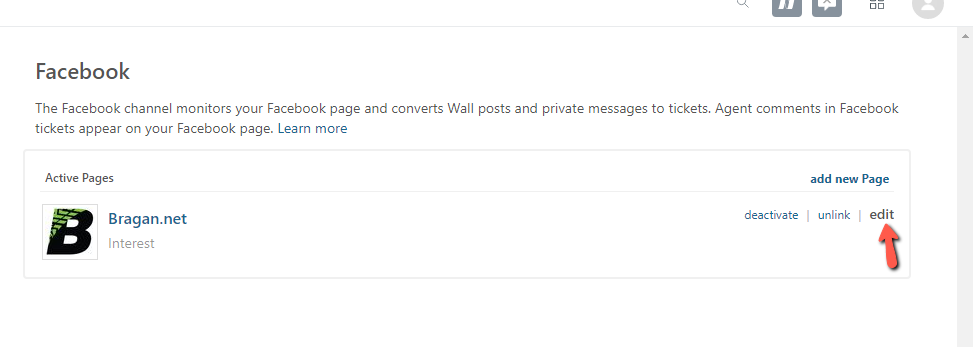 Facebook
The Facebook channel monitors your Facebook page and converts Wall posts and private messages to tickets. Agent comments in Facebook
tickets appear on your Facebook page. Learn more
Active Pages
add new Page
B
Bragan.net
deactivate | unlink | edit
Interest